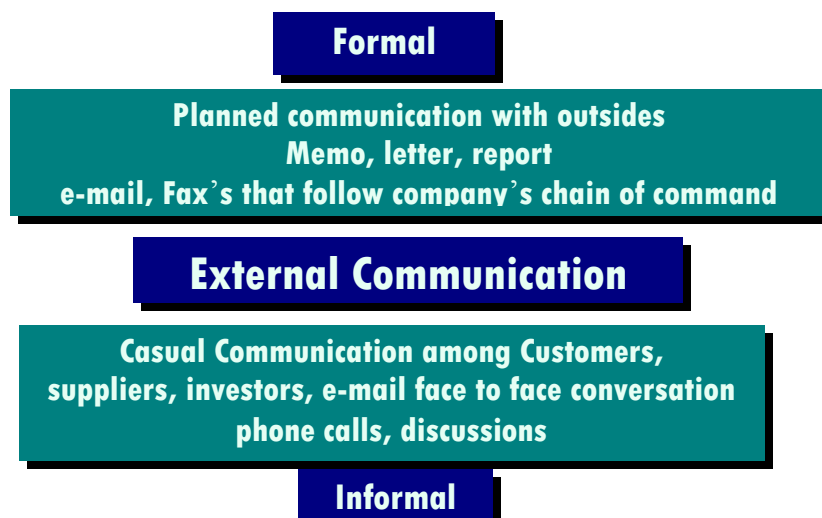 Formal
Planned communication with outsides
Memo, letter, report
e-mail, Fax’s that follow company’s chain of command
External Communication
Casual Communication among Customers,
suppliers, investors, e-mail face to face conversation
phone calls, discussions
Informal